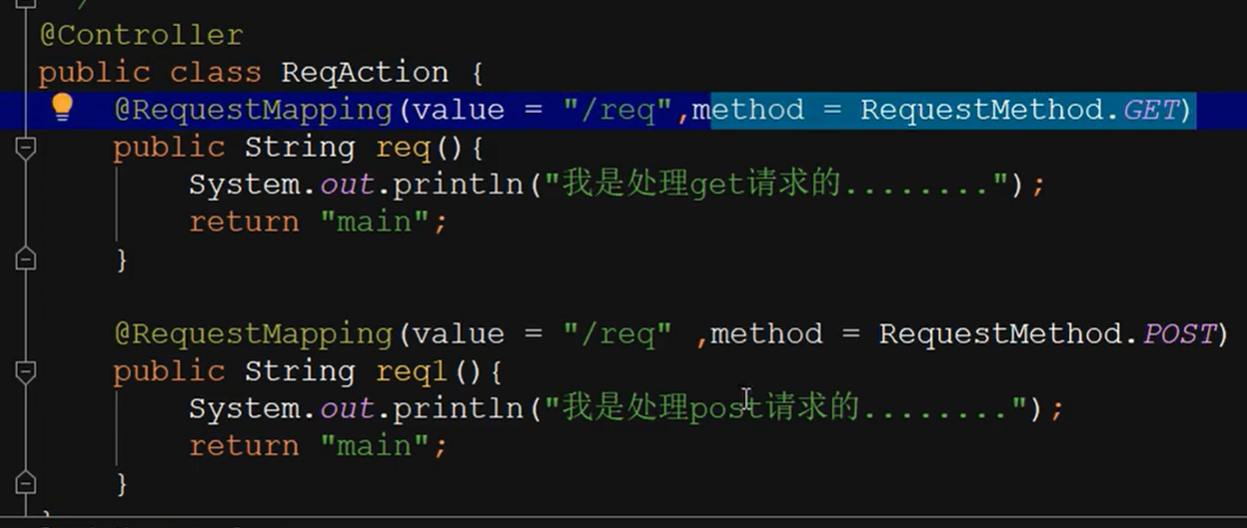 @Controller
public class ReqAction {
@RequestMapping(value = "/req",method = RequestMethod.GET)
public String req(){
System.out.println("我是处理get请求的........");
return "main";
}
@RequestMapping(value = "/req" ,method = RequestMethod.POST)
public String req1(){
System.out.println("我是处理post请求的........");
return "main";
}